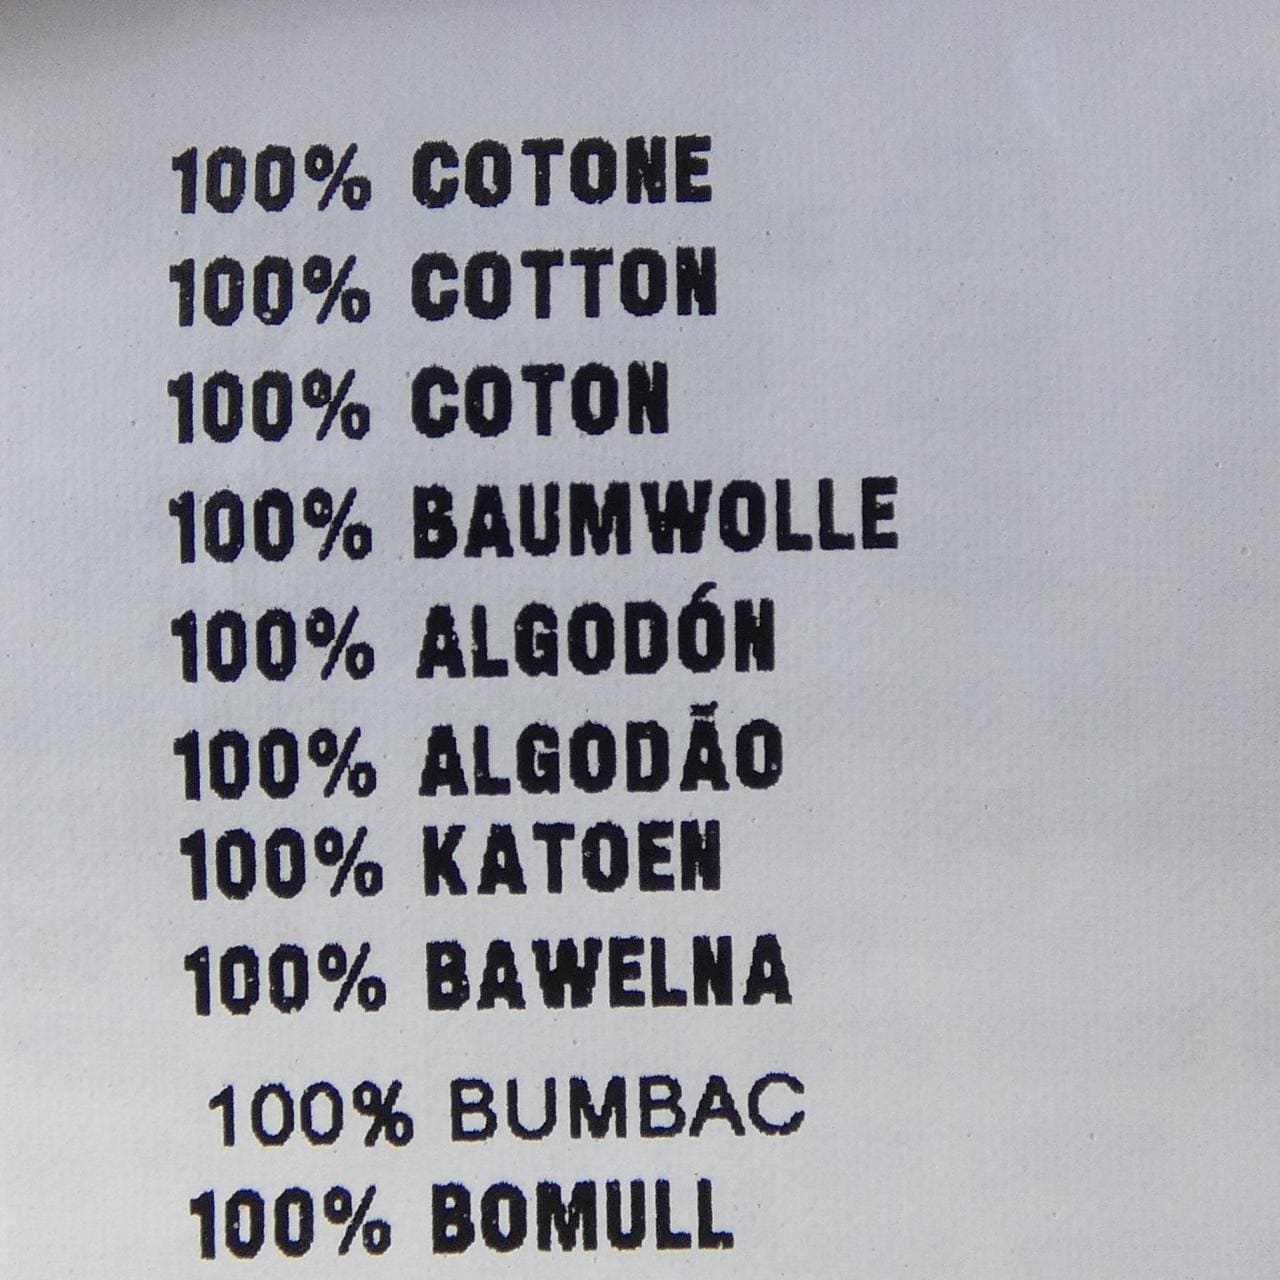 100% COTONE
100% COTTON
100% COTON
100% BAUMWOLLE
100% ALGODÓN
100% ALGODÃO
100% KATOEN
100% BAWELNA
100% BUMBAC
100% BOMULL